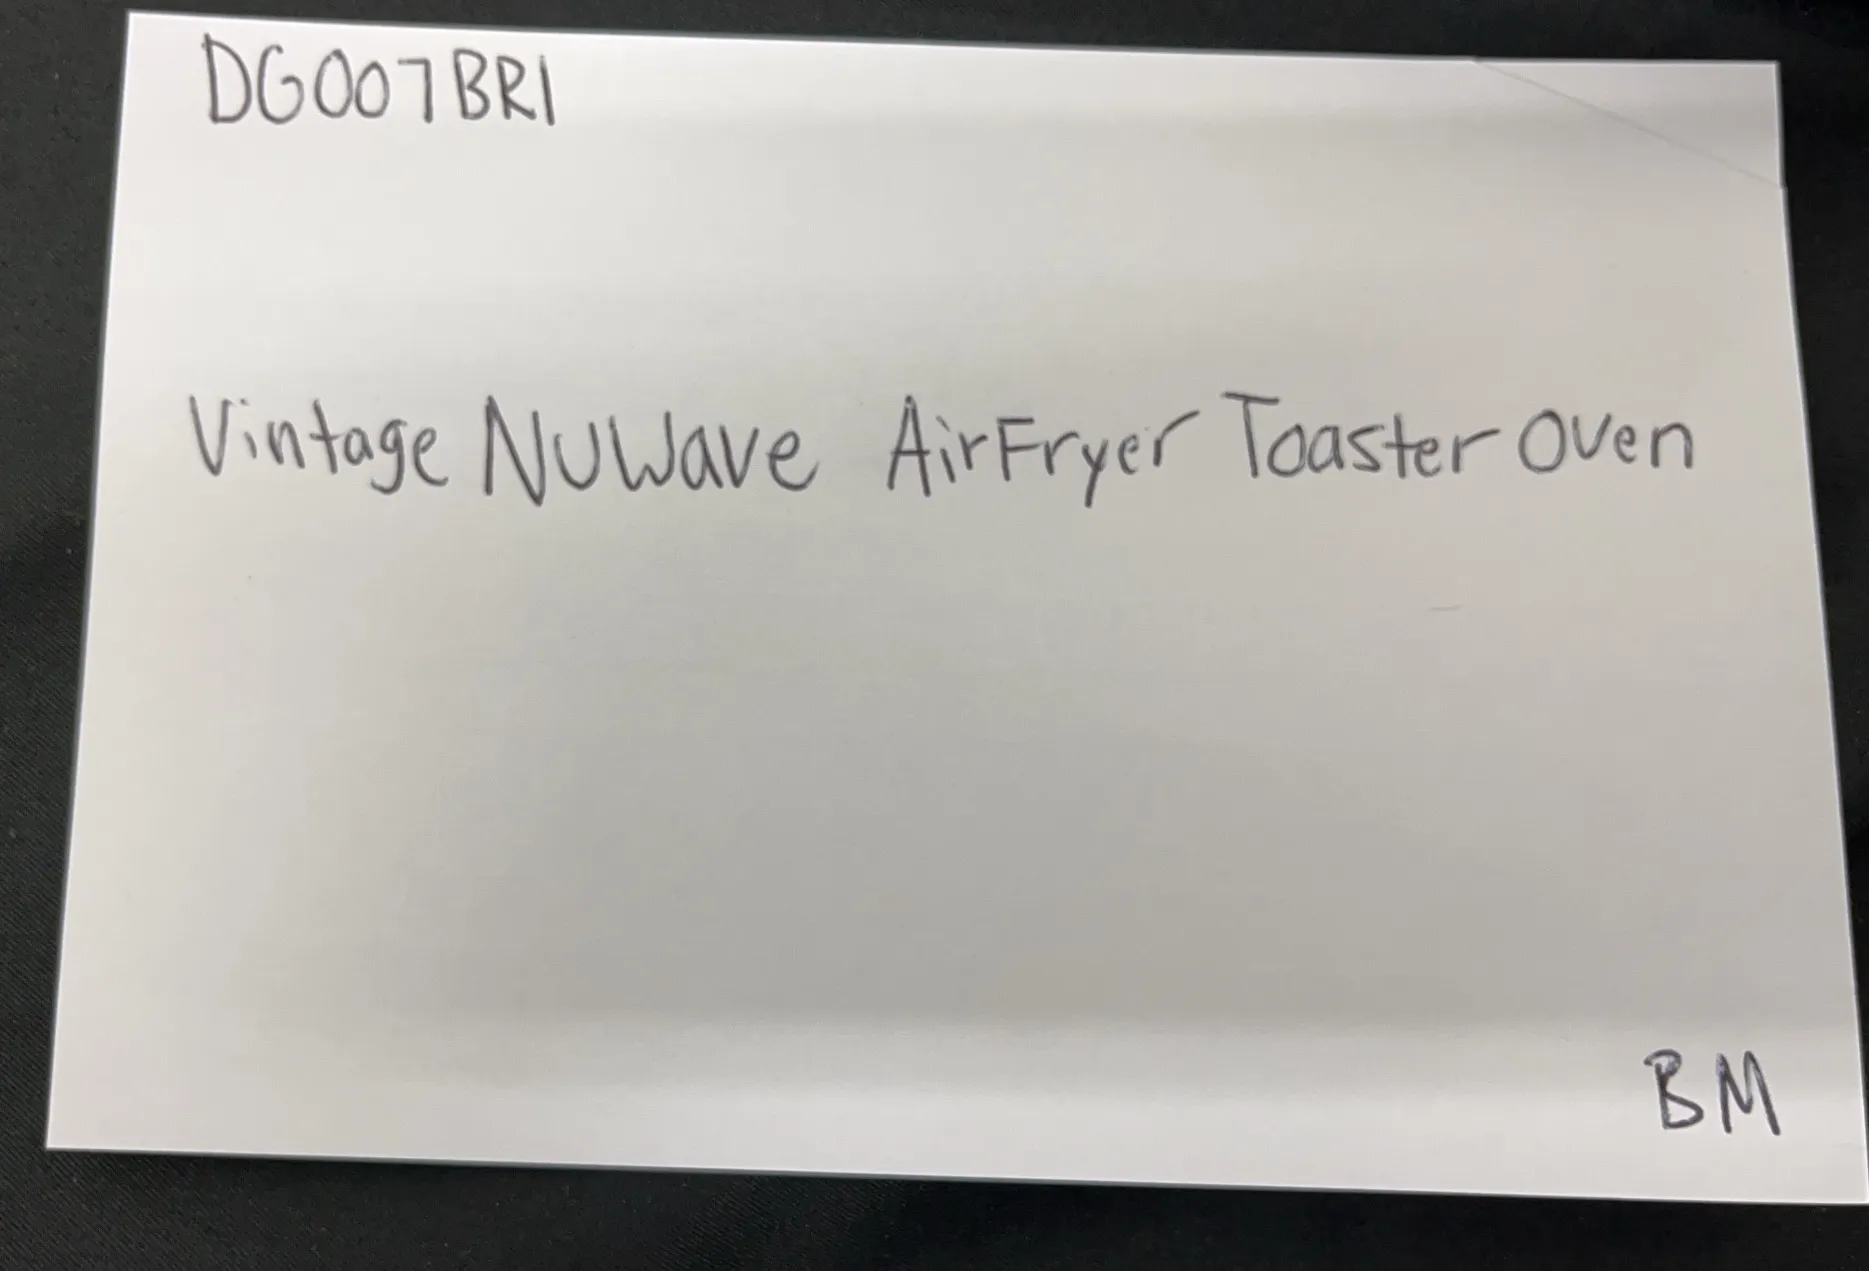 DG007BR1
Vintage NuWave AirFryer Toaster Oven
BM